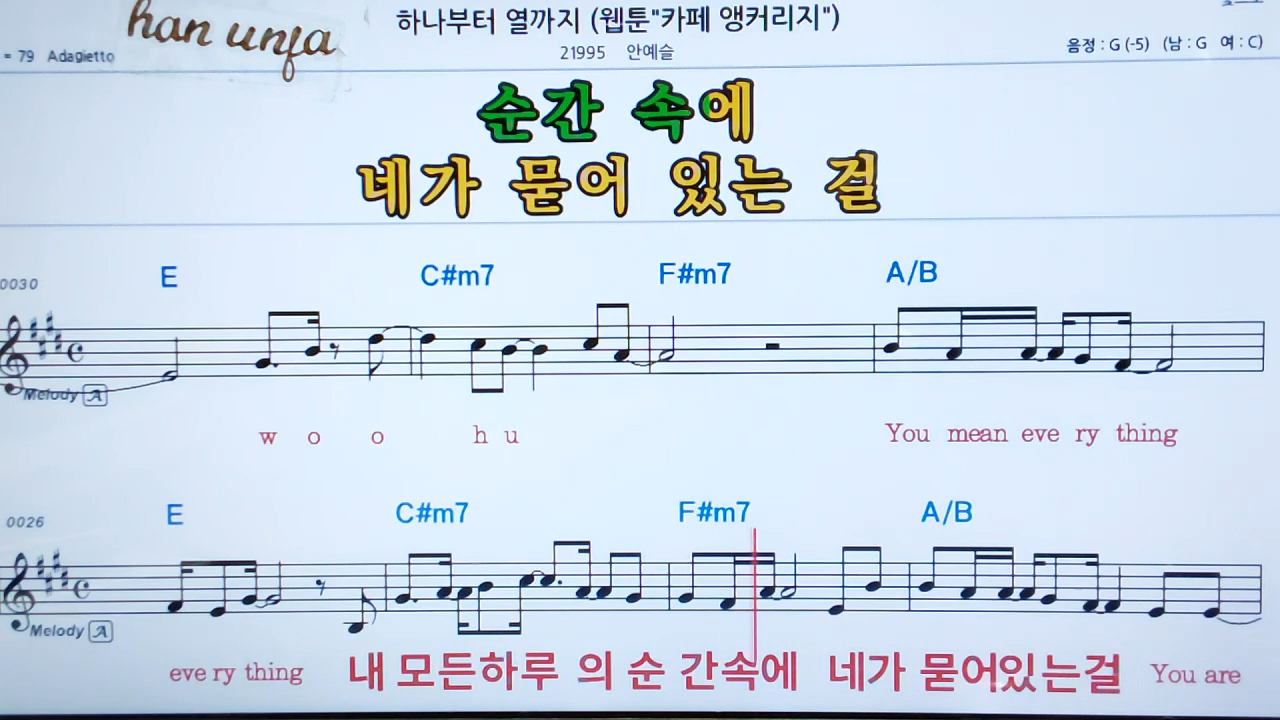 han unja
하나부터 열까지 (웹툰"카페 앵커리지")
= 79 Adagietto
21995 안예슬
음정 : G (-5) (남 : G 여 : C)
순간 속에
네가 묻어 있는 걸
0030 E C#m7 F#m7 A/B
Melody A
w o o h u You mean eve ry thing
0026 E C#m7 F#m7 A/B
Melody A
eve ry thing 내 모든하루 의 순 간속에 네가 묻어있는걸 You are